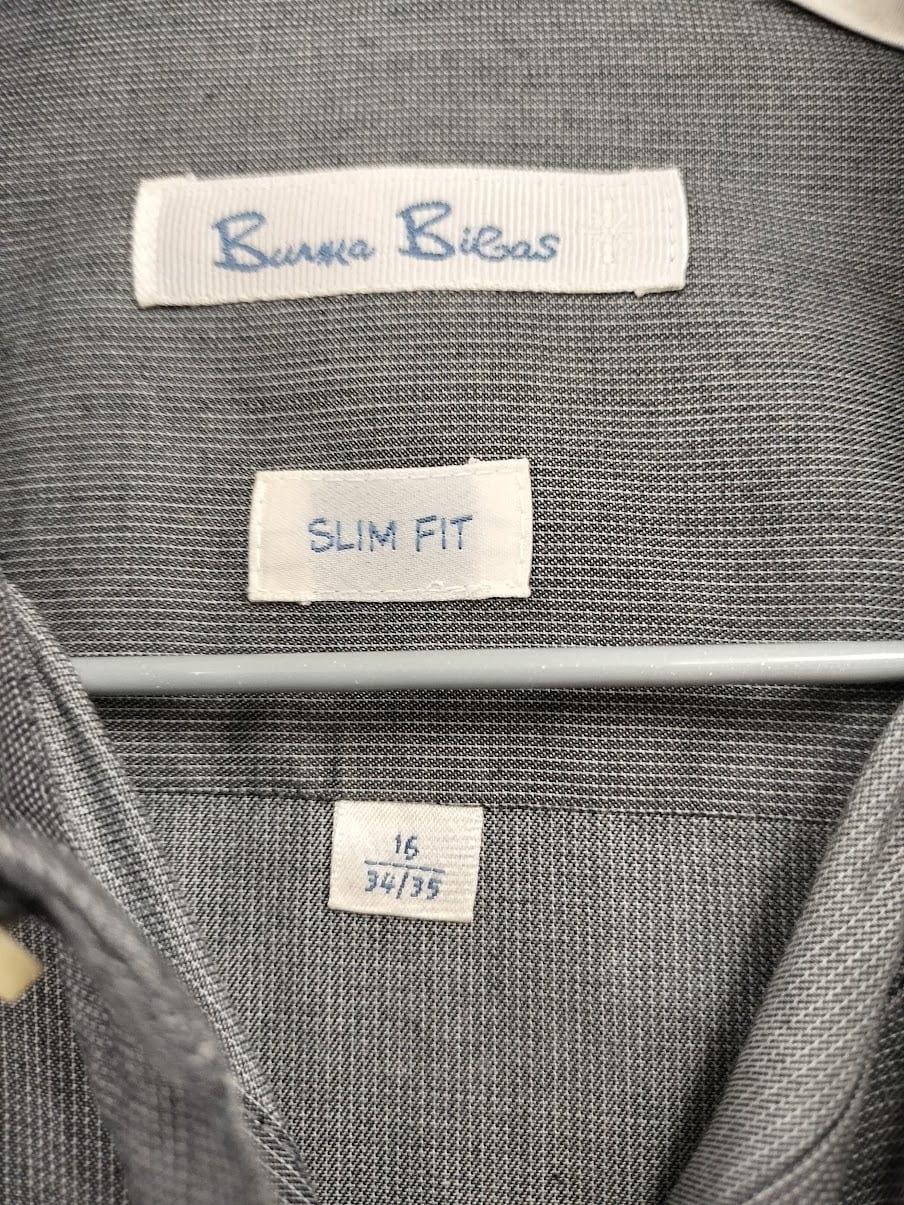 Burma Bibas
SLIM FIT
16
34/35